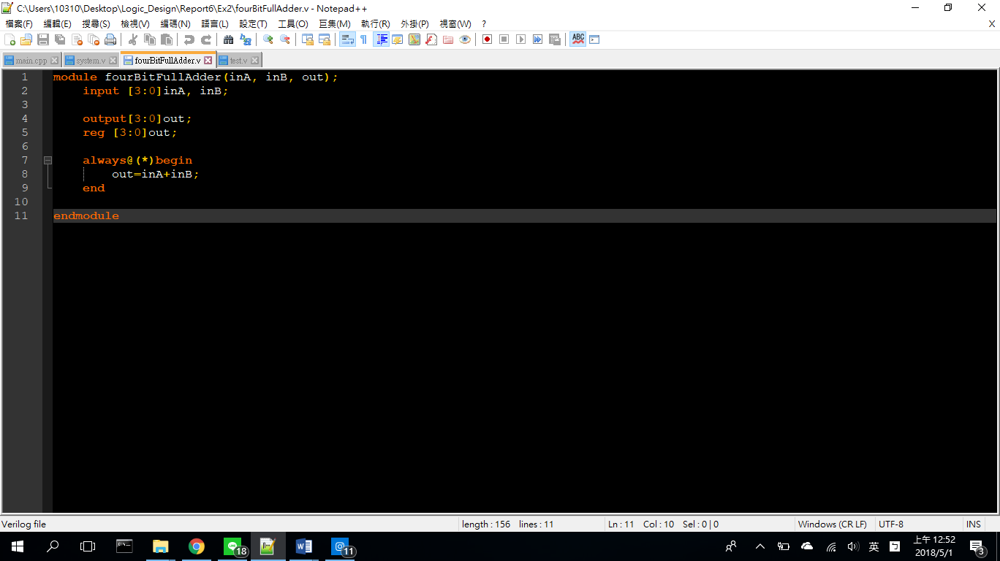 C:\Users\10310\Desktop\Logic_Design\Report6\Ex2\fourBitFullAdder.v - Notepad++
檔案(F) 編輯(E) 搜尋(S) 檢視(V) 編碼(N) 語言(L) 設定(T) 工具(O) 巨集(M) 執行(R) 外掛(P) 視窗(W) ? X
main.cpp system.v fourBitFullAdder.v test.v
1 module fourBitFullAdder(inA, inB, out);
2 input [3:0]inA, inB;
3
4 output[3:0]out;
5 reg [3:0]out;
6
7 always@(*)begin
8 out=inA+inB;
9 end
10
11 endmodule
Verilog file length : 156 lines : 11 Ln : 11 Col : 10 Sel : 0 | 0 Windows (CR LF) UTF-8 INS
18 11 英 上午 12:52
2018/5/1 3